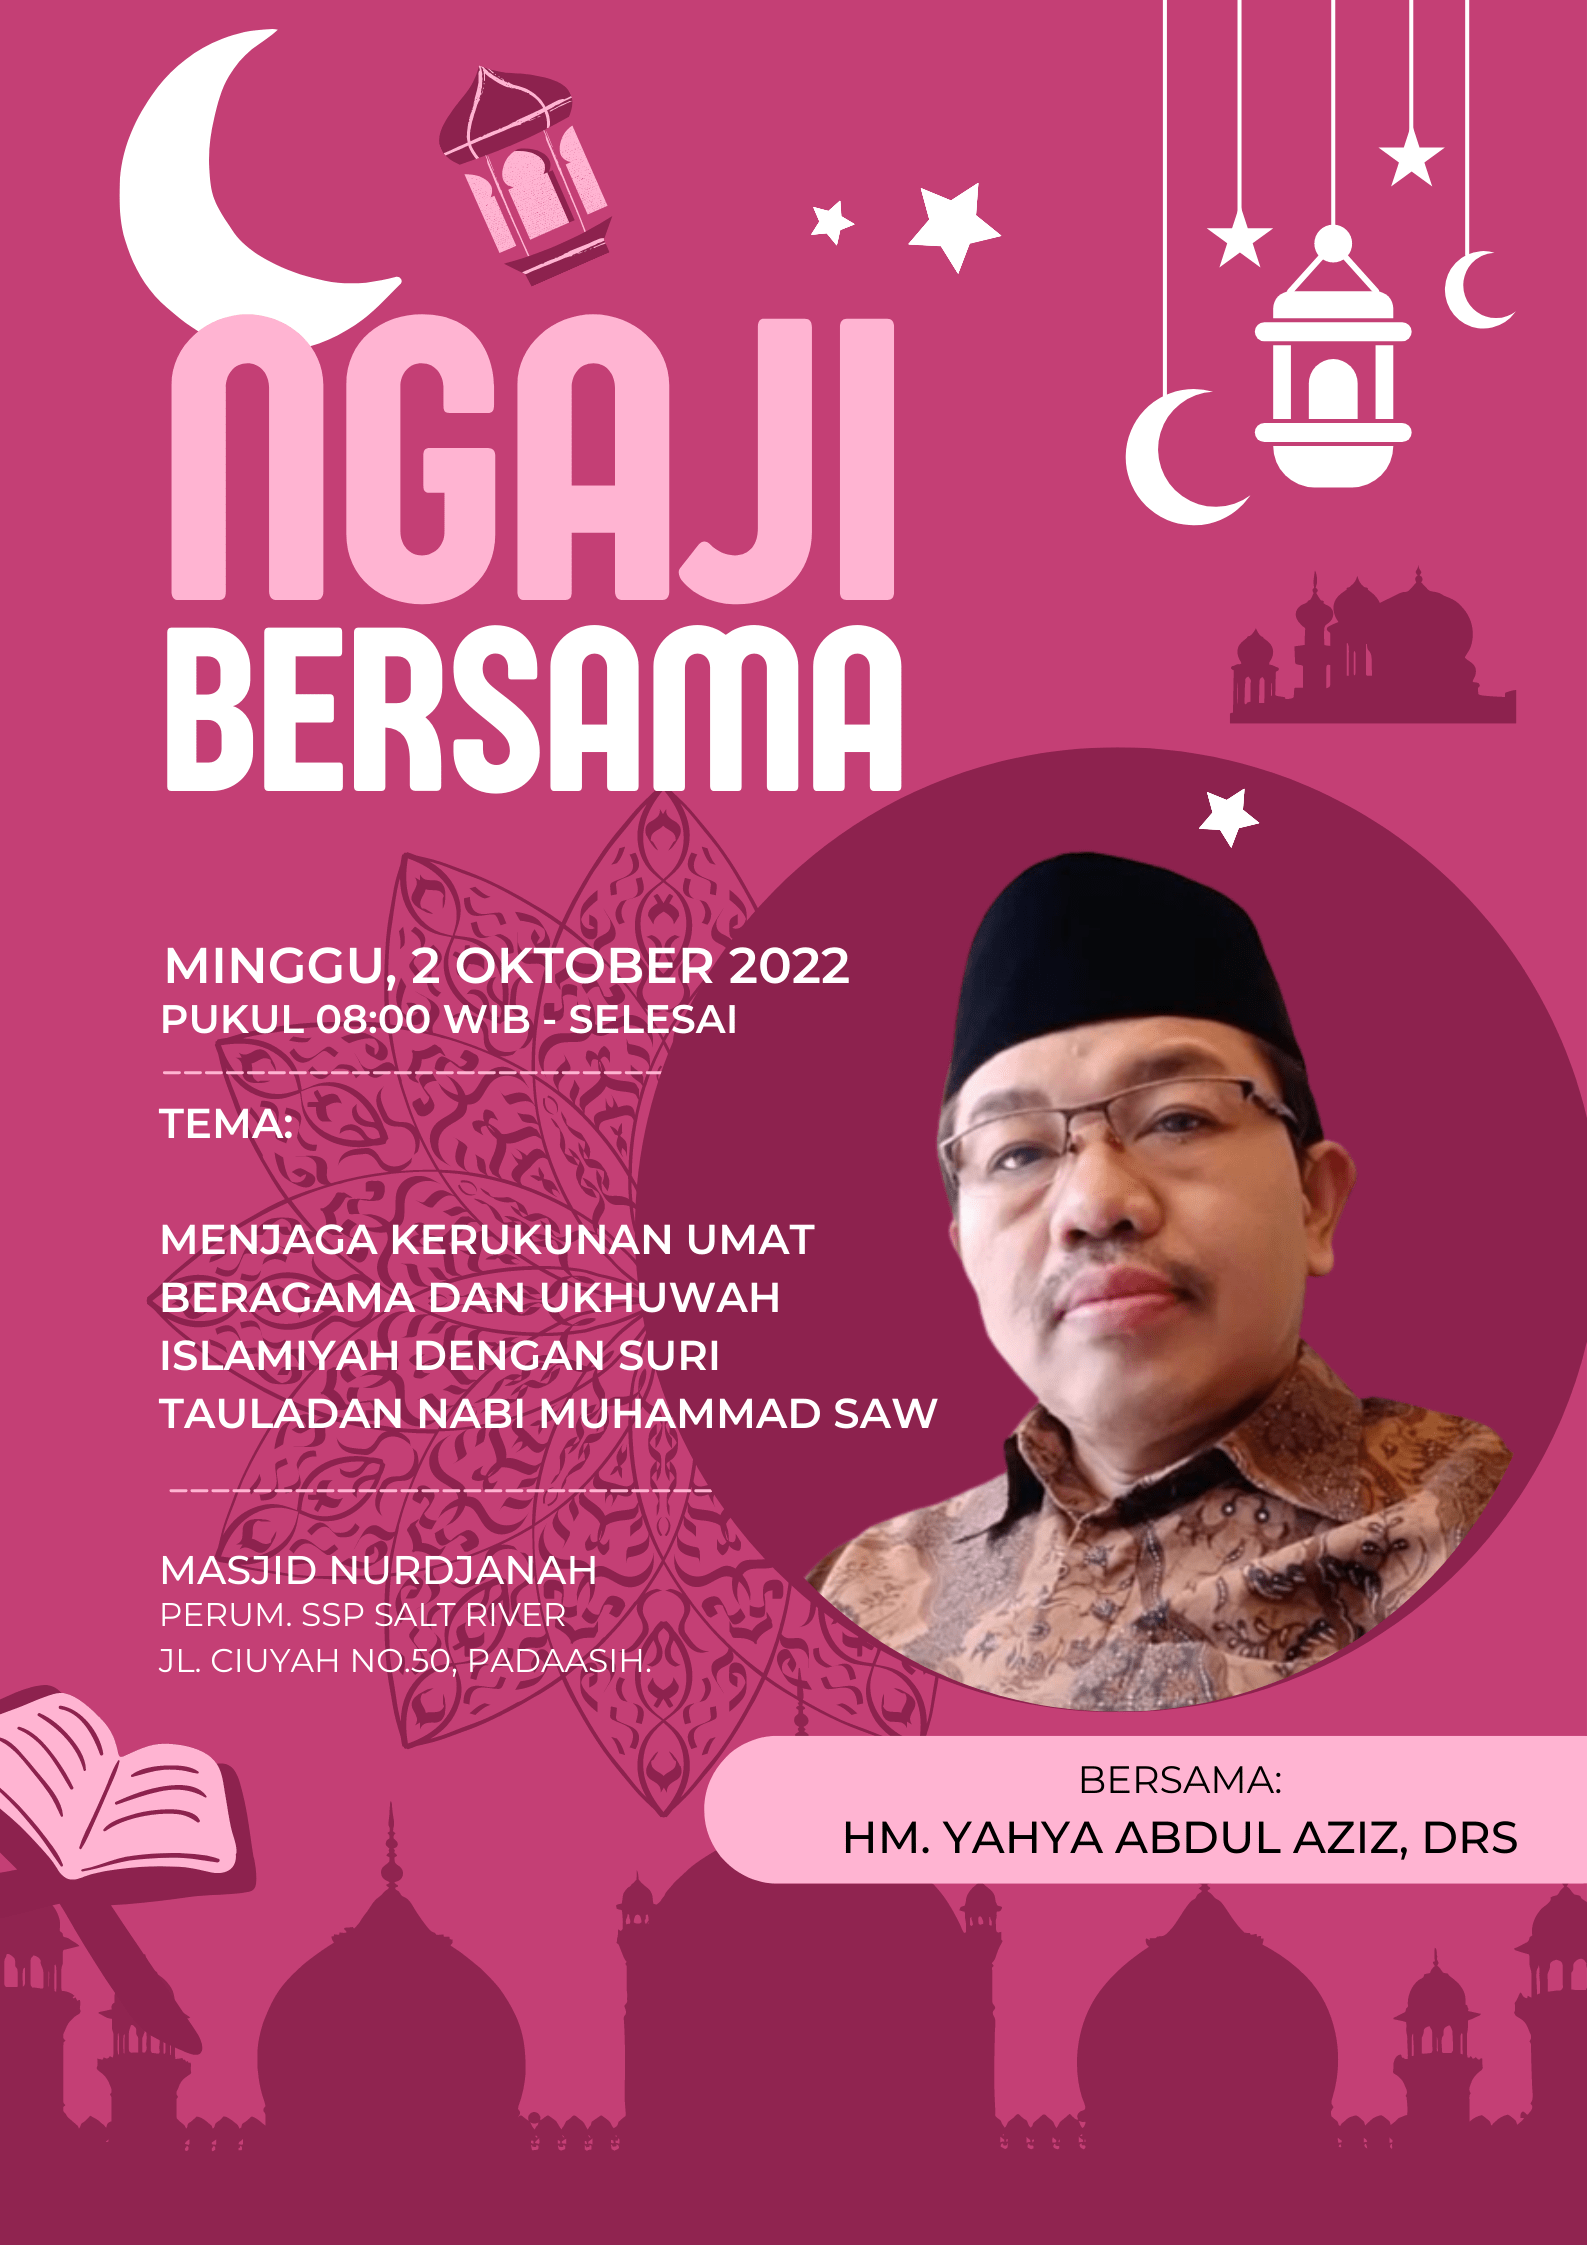 NGAJI
BERSAMA
MINGGU, 2 OKTOBER 2022
PUKUL 08:00 WIB - SELESAI
TEMA:
MENJAGA KERUKUNAN UMAT
BERAGAMA DAN UKHUWAH
ISLAMIYAH DENGAN SURI
TAULADAN NABI MUHAMMAD SAW
MASJID NURDJANAH
PERUM. SSP SALT RIVER
JL. CIUYAH NO.50, PADAASIH.
BERSAMA:
HM. YAHYA ABDUL AZIZ, DRS